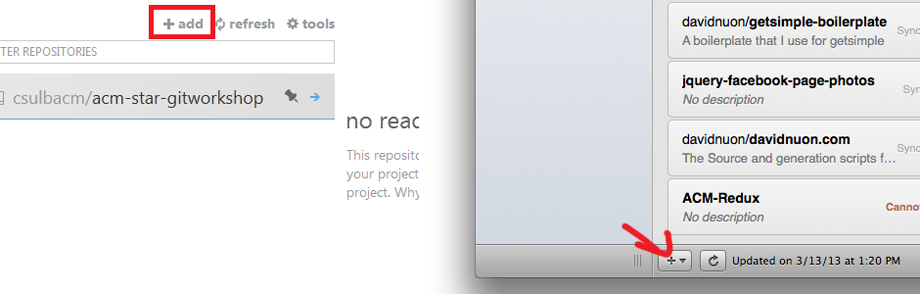 + add refresh tools
TER REPOSITORIES
csulbacm/acm-star-gitworkshop
no read
This reposito
your project
project. Why
davidnuon/getsimple-boilerplate
A boilerplate that I use for getsimple
Sync
jquery-facebook-page-photos
No description
Sy
davidnuon/davidnuon.com
The Source and generation scripts f...
Sync
ACM-Redux
No description
Canno
+ Updated on 3/13/13 at 1:20 PM